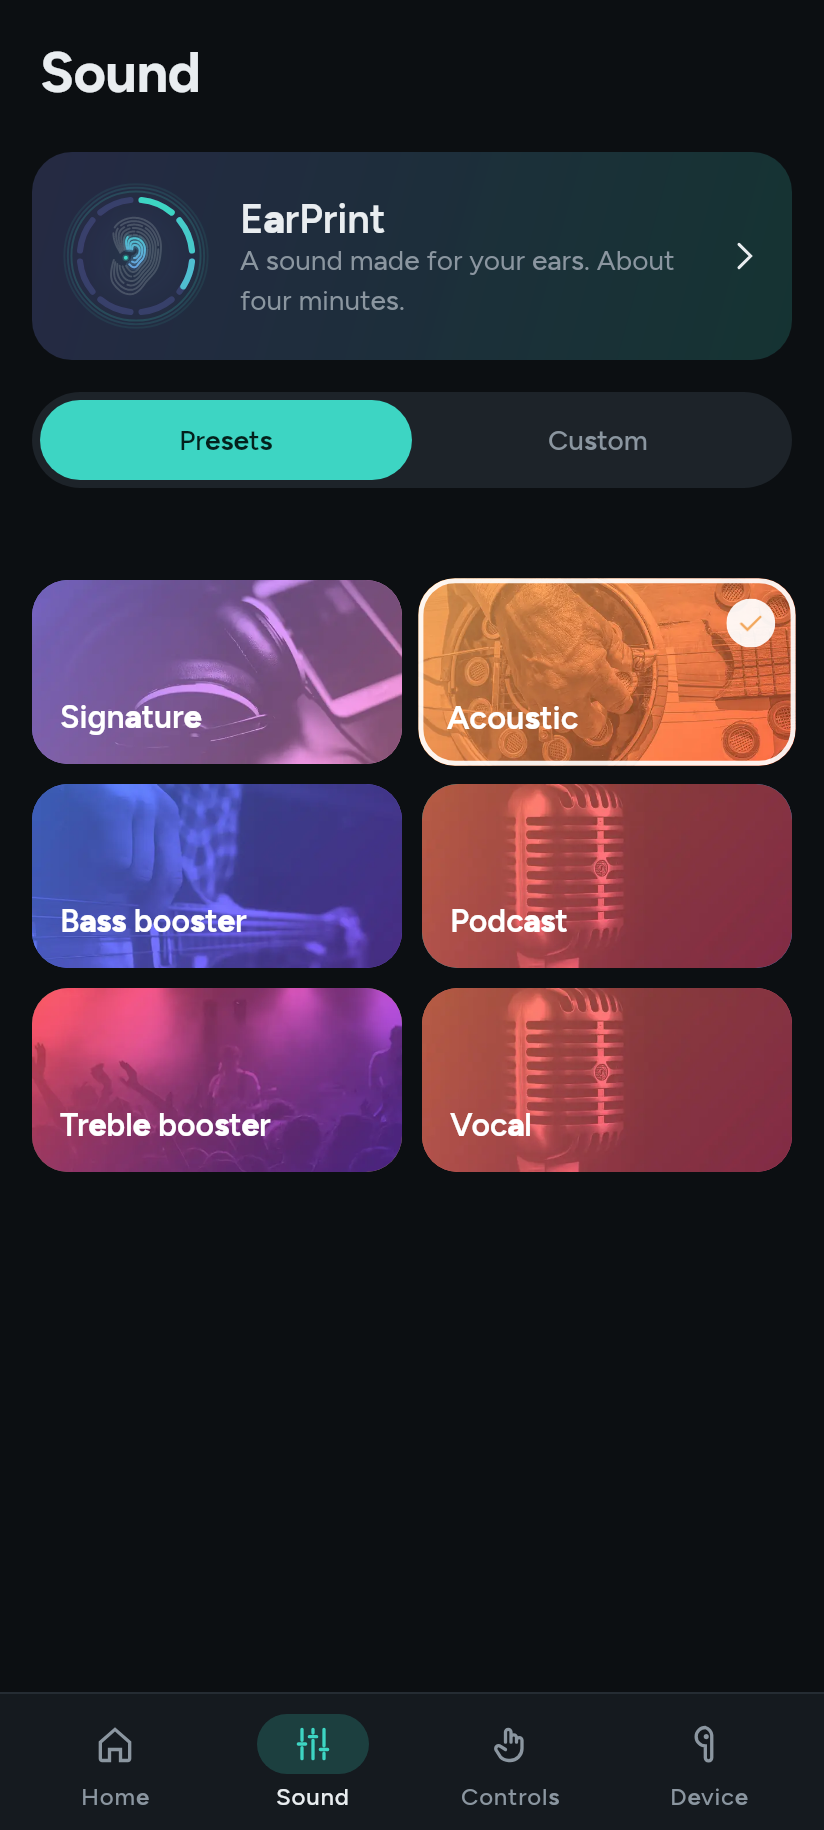 Sound
EarPrint
A sound made for your ears. About
four minutes.
Presets
Custom
Signature
Acoustic
Bass booster
Podcast
Treble booster
Vocal
Home
Sound
Controls
Device